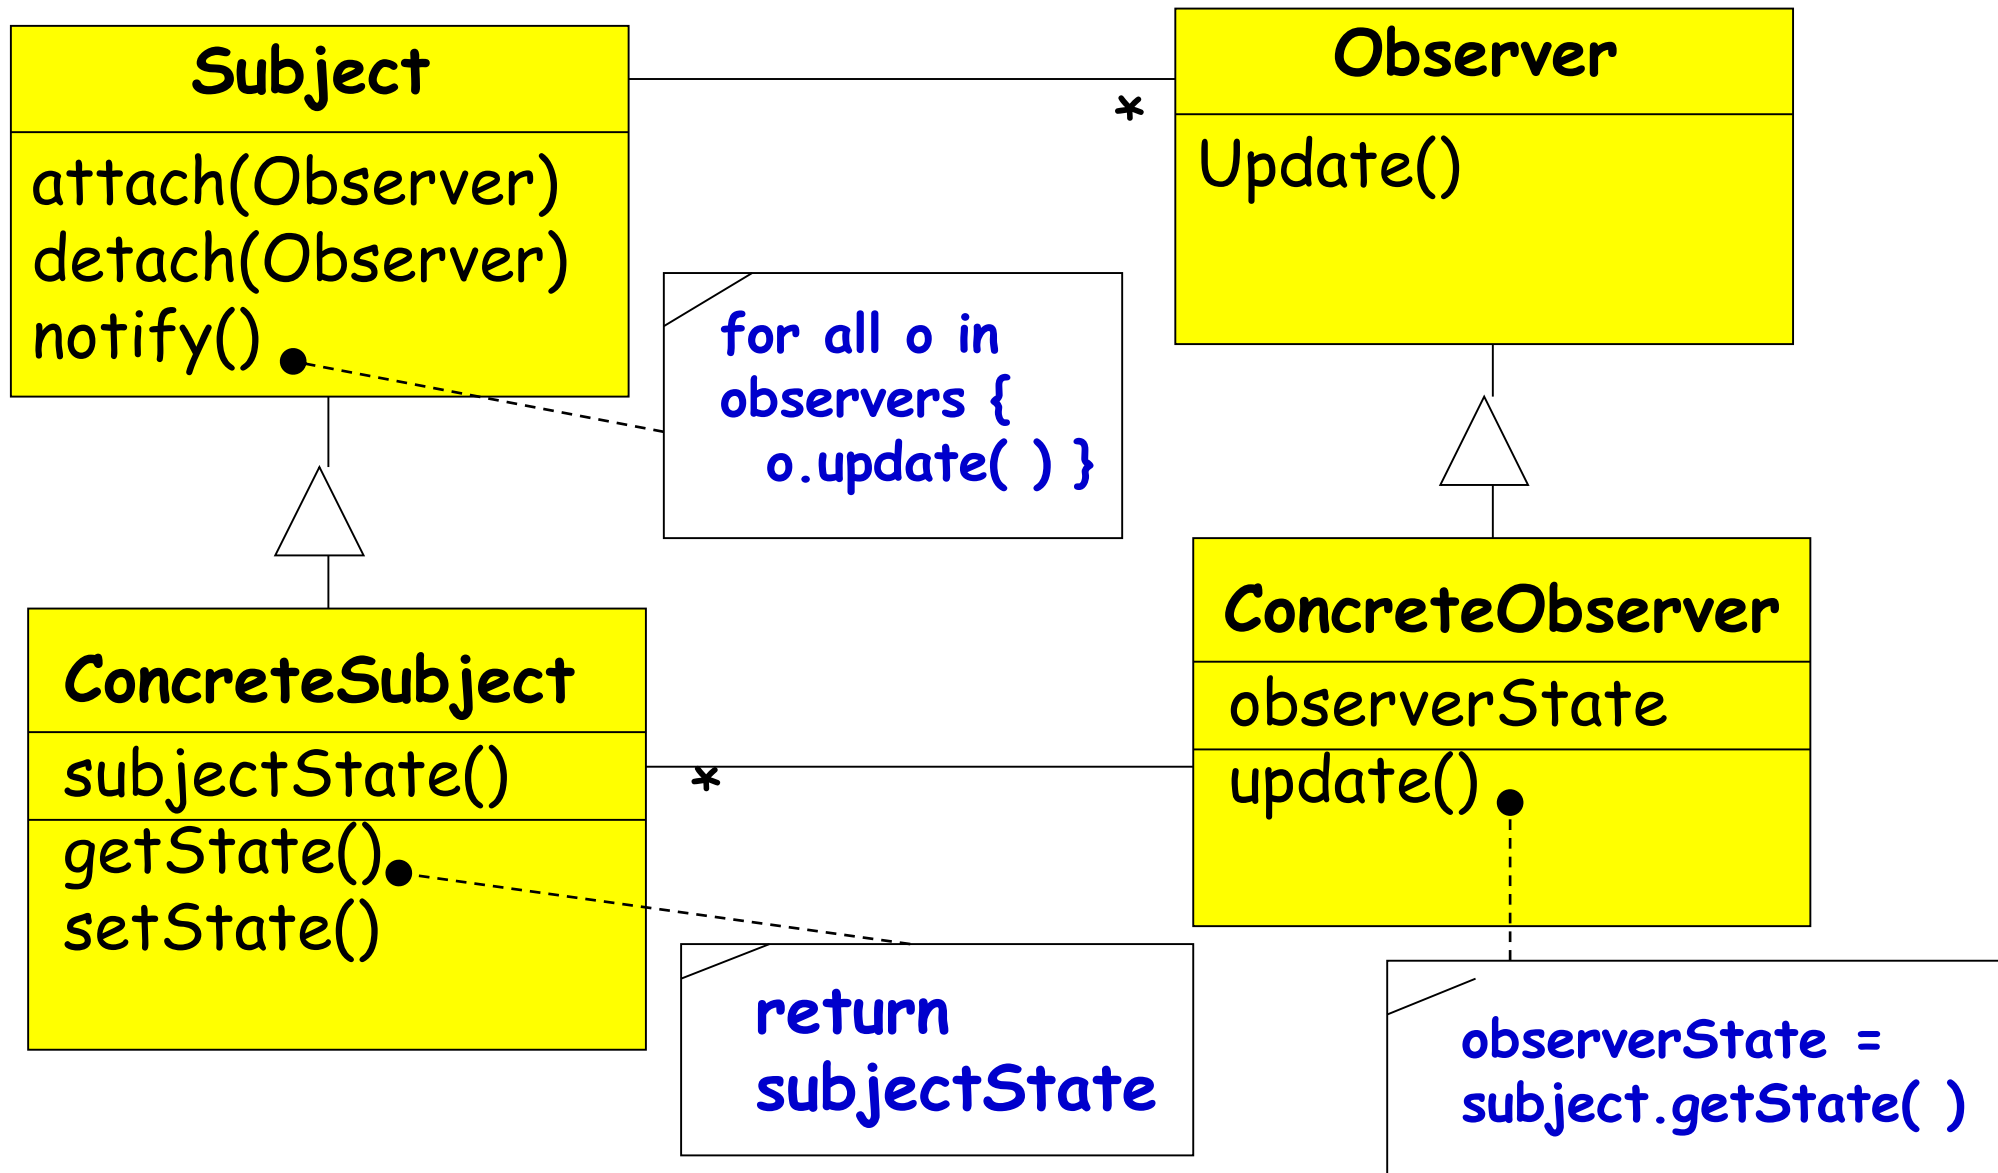 Subject
attach(Observer)
detach(Observer)
notify()
*
Observer
Update()
for all o in
observers {
o.update( ) }
ConcreteSubject
subjectState()
getState()
setState()
*
ConcreteObserver
observerState
update()
return
subjectState
observerState =
subject.getState( )